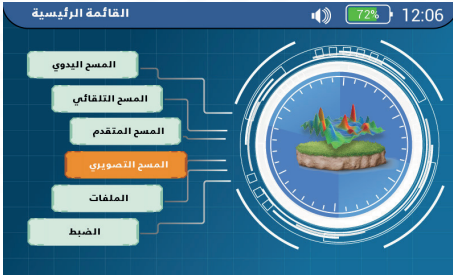 القائمة الرئيسية
72%
12:06
المسح اليدوي
المسح التلقائي
المسح المتقدم
المسح التصويري
الملفات
الضبط